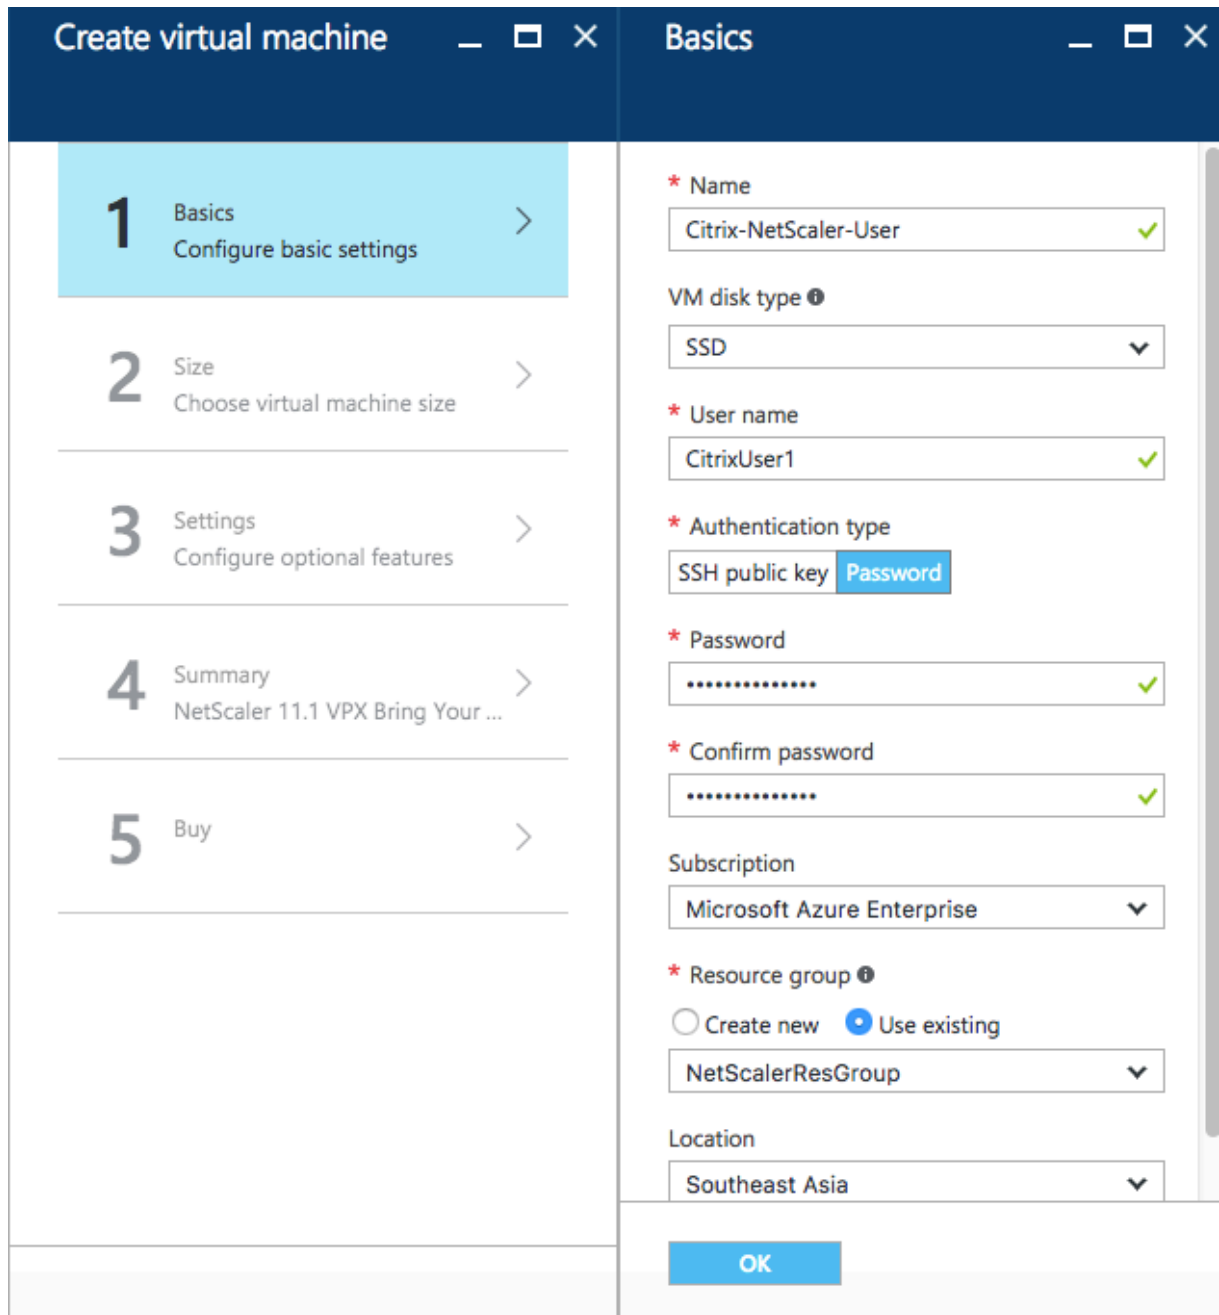 Create virtual machine
1
Basics
Configure basic settings
2
Size
Choose virtual machine size
3
Settings
Configure optional features
4
Summary
NetScaler 11.1 VPX Bring Your ...
5
Buy
Basics
* Name
Citrix-NetScaler-User
VM disk type
SSD
* User name
CitrixUser1
* Authentication type
SSH public key Password
* Password
••••••••••••••
* Confirm password
••••••••••••••
Subscription
Microsoft Azure Enterprise
* Resource group
Create new Use existing
NetScalerResGroup
Location
Southeast Asia
OK